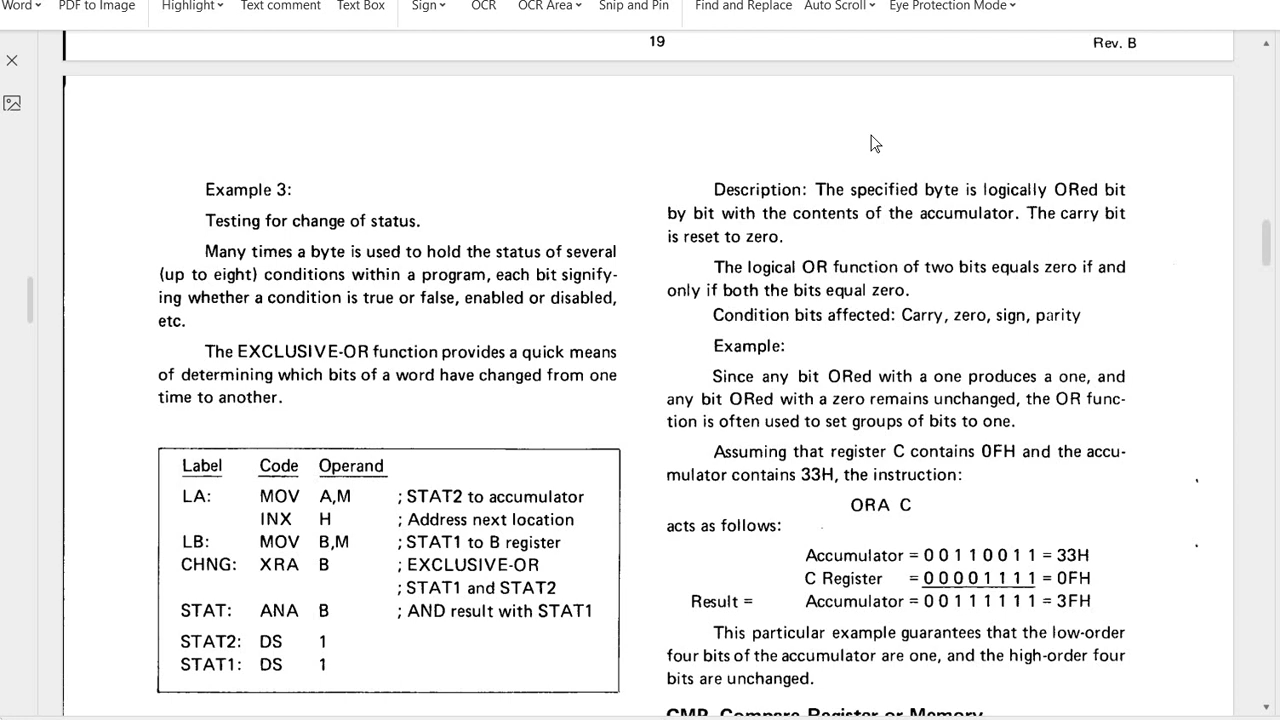 Word PDF to Image Highlight Text comment Text Box Sign OCR OCR Area Snip and Pin Find and Replace Auto Scroll Eye Protection Mode
19 Rev. B
Example 3:
Testing for change of status.
Many times a byte is used to hold the status of several
(up to eight) conditions within a program, each bit signify-
ing whether a condition is true or false, enabled or disabled,
etc.
The EXCLUSIVE-OR function provides a quick means
of determining which bits of a word have changed from one
time to another.
Label Code Operand
LA: MOV A,M ; STAT2 to accumulator
INX H ; Address next location
LB: MOV B,M ; STAT1 to B register
CHNG: XRA B ; EXCLUSIVE-OR
; STAT1 and STAT2
STAT: ANA B ; AND result with STAT1
STAT2: DS 1
STAT1: DS 1
Description: The specified byte is logically ORed bit
by bit with the contents of the accumulator. The carry bit
is reset to zero.
The logical OR function of two bits equals zero if and
only if both the bits equal zero.
Condition bits affected: Carry, zero, sign, parity
Example:
Since any bit ORed with a one produces a one, and
any bit ORed with a zero remains unchanged, the OR func-
tion is often used to set groups of bits to one.
Assuming that register C contains 0FH and the accu-
mulator contains 33H, the instruction:
ORA C
acts as follows:
Accumulator = 0 0 1 1 0 0 1 1 = 33H
C Register = 0 0 0 0 1 1 1 1 = 0FH
Result = Accumulator = 0 0 1 1 1 1 1 1 = 3FH
This particular example guarantees that the low-order
four bits of the accumulator are one, and the high-order four
bits are unchanged.
CMP Compare Register or Memory